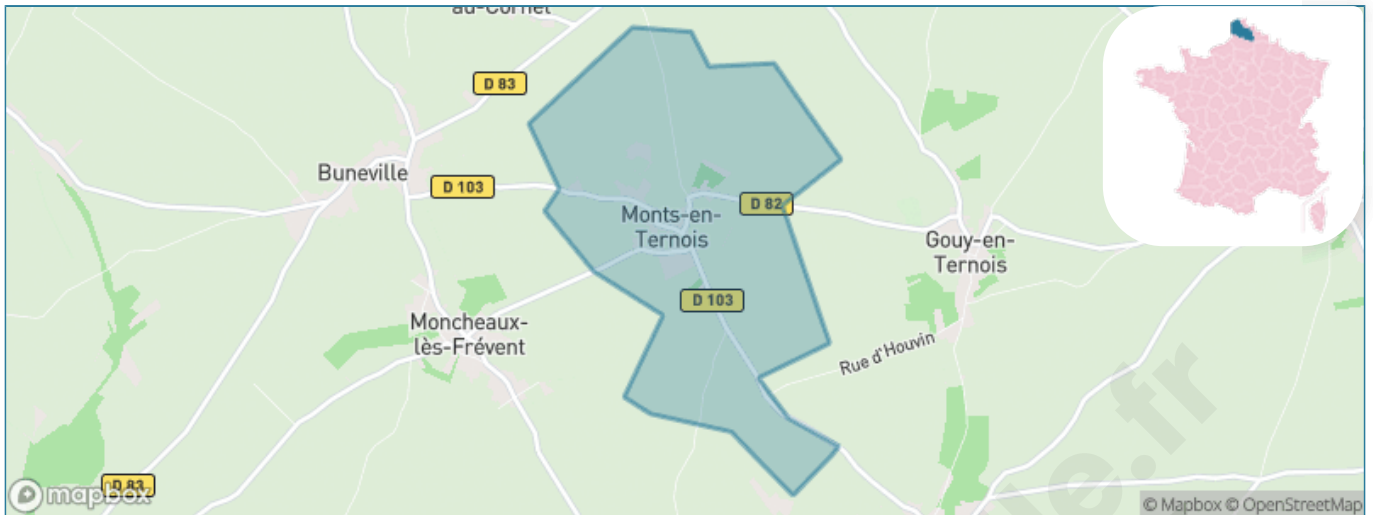 au-Cornet
D 83
Buneville
D 103
Monts-en-
Ternois
D 82
Gouy-en-
Ternois
D 103
Moncheaux-
lès-Frévent
Rue d'Houvin
D 83
mapbox
© Mapbox © OpenStreetMap
e.fr